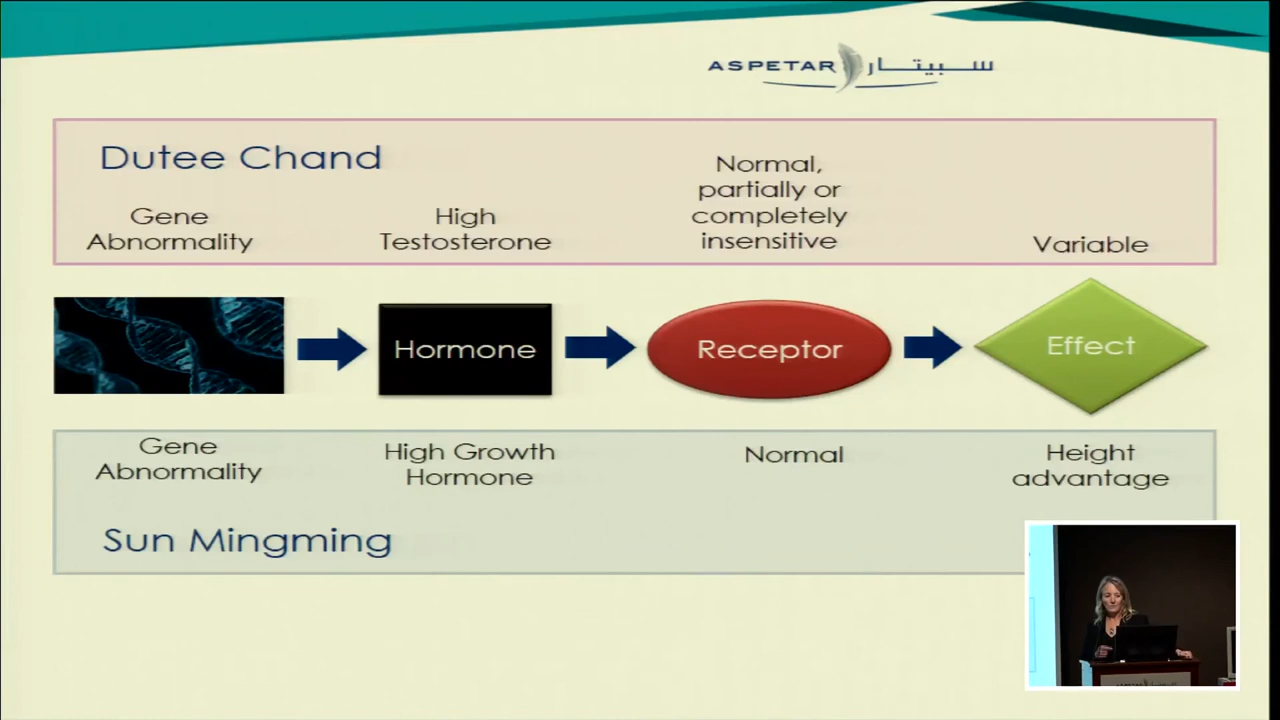 ASPETAR سبيتار
Dutee Chand
Gene
Abnormality
High
Testosterone
Normal,
partially or
completely
insensitive
Variable
Hormone
Receptor
Effect
Gene
Abnormality
High Growth
Hormone
Normal
Height
advantage
Sun Mingming
ASPETAR